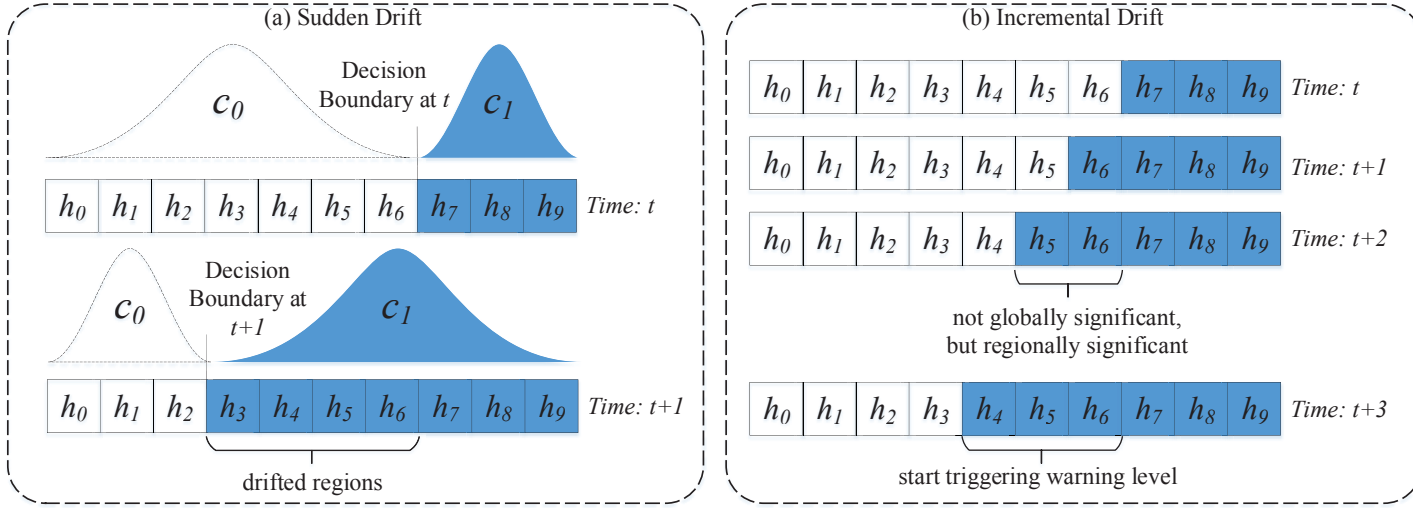 (a) Sudden Drift
c0
Decision
Boundary at t
c1
h0 h1 h2 h3 h4 h5 h6 h7 h8 h9 Time: t
c0
Decision
Boundary at
t+1
c1
h0 h1 h2 h3 h4 h5 h6 h7 h8 h9 Time: t+1
drifted regions
(b) Incremental Drift
h0 h1 h2 h3 h4 h5 h6 h7 h8 h9 Time: t
h0 h1 h2 h3 h4 h5 h6 h7 h8 h9 Time: t+1
h0 h1 h2 h3 h4 h5 h6 h7 h8 h9 Time: t+2
not globally significant,
but regionally significant
h0 h1 h2 h3 h4 h5 h6 h7 h8 h9 Time: t+3
start triggering warning level